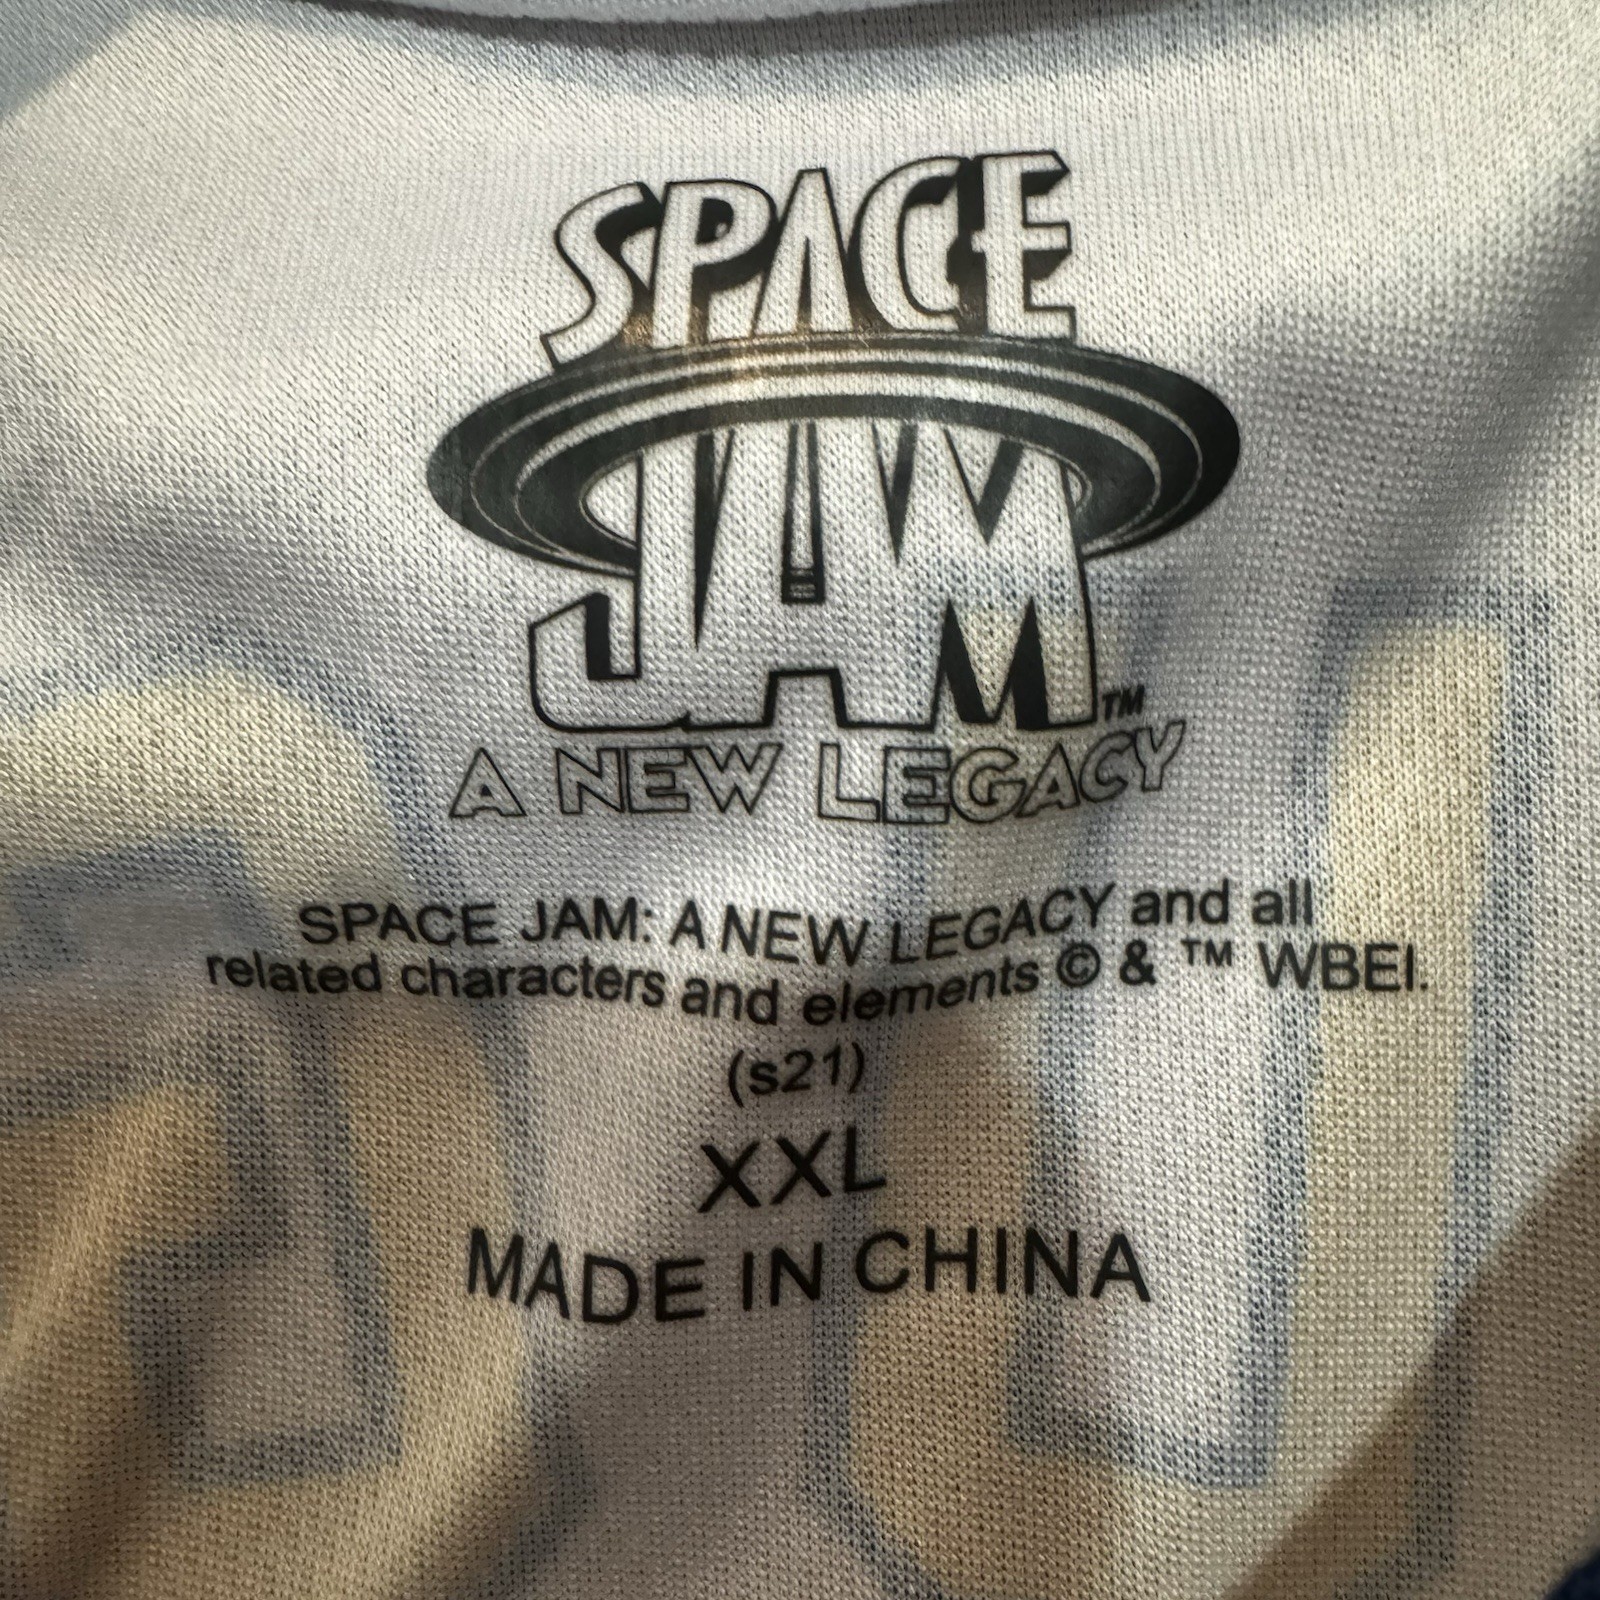 SPACE
JAM™
A NEW LEGACY
SPACE JAM: A NEW LEGACY and all
related characters and elements © & ™ WBEI.
(s21)
XXL
MADE IN CHINA